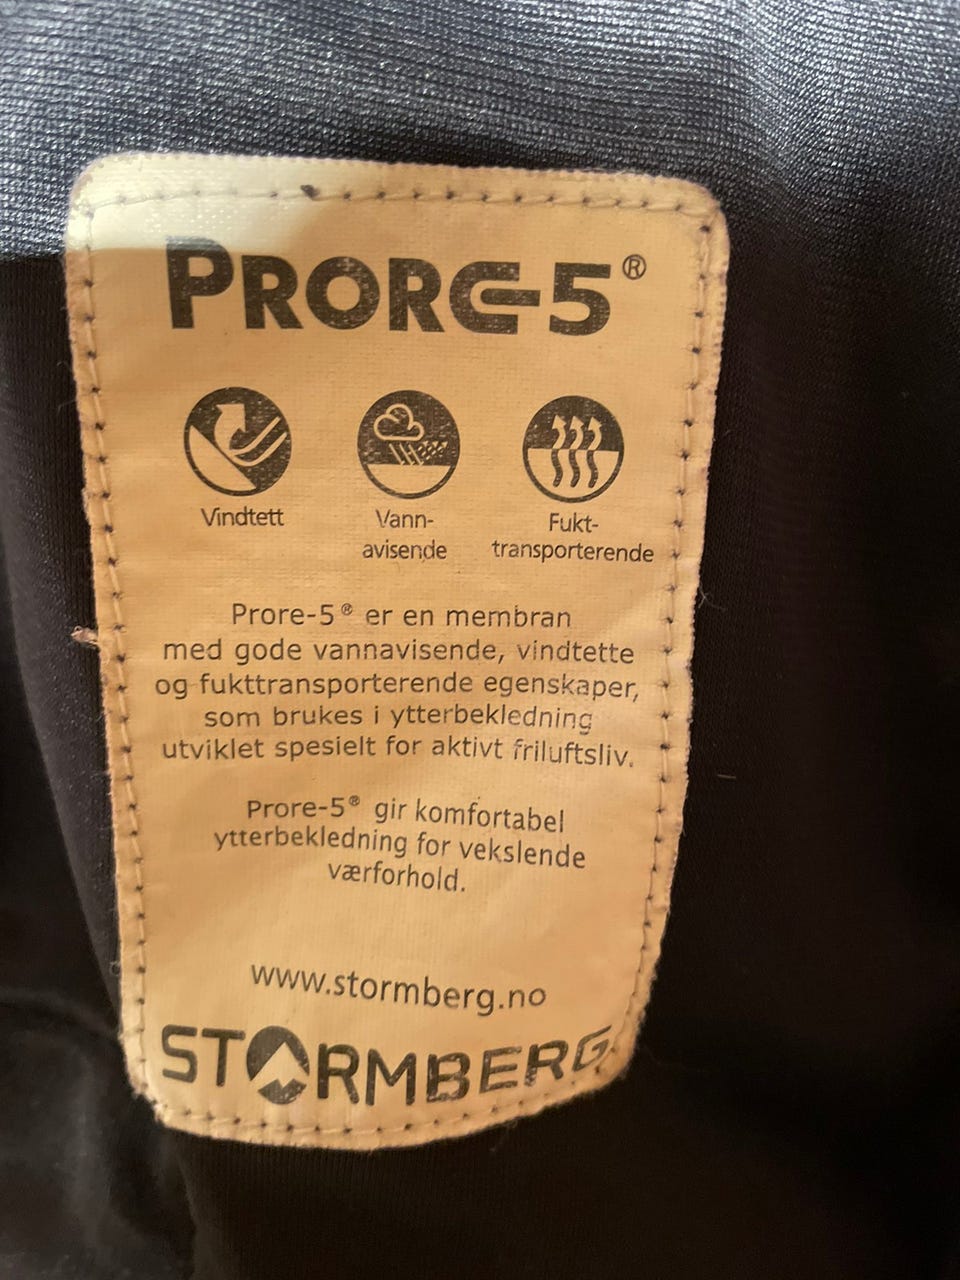 PRORE-5®
Vindtett
Vann-
avisende
Fukt-
transporterende
Prore-5® er en membran
med gode vannavisende, vindtette
og fukttransporterende egenskaper,
som brukes i ytterbekledning
utviklet spesielt for aktivt friluftsliv.
Prore-5® gir komfortabel
ytterbekledning for vekslende
værforhold.
www.stormberg.no
STORMBERG